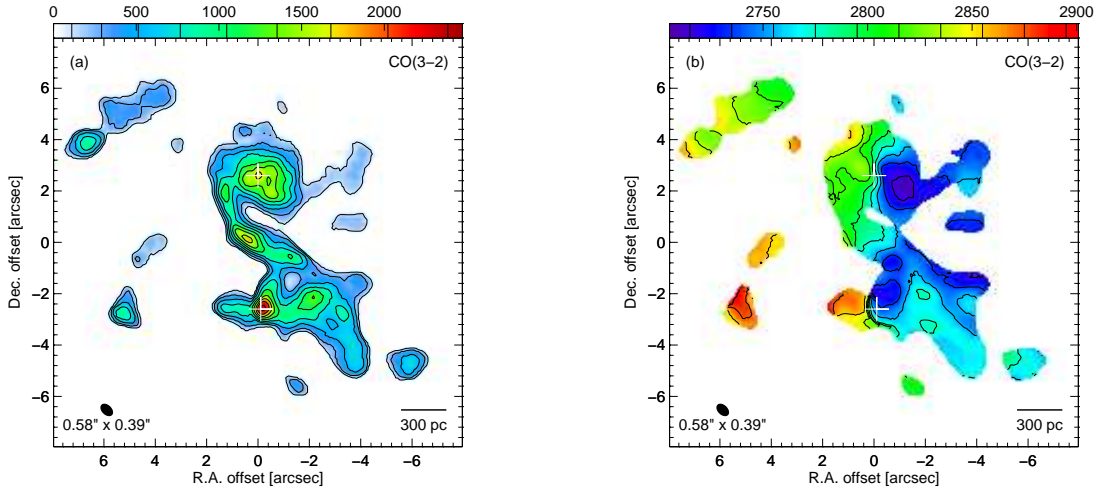 0 500 1000 1500 2000
(a) CO(3−2)
6
4
2
0
−2
−4
−6
Dec. offset [arcsec]
0.58" x 0.39"
300 pc
6 4 2 0 −2 −4 −6
R.A. offset [arcsec]
2750 2800 2850 2900
(b) CO(3−2)
6
4
2
0
−2
−4
−6
Dec. offset [arcsec]
0.58" x 0.39"
300 pc
6 4 2 0 −2 −4 −6
R.A. offset [arcsec]